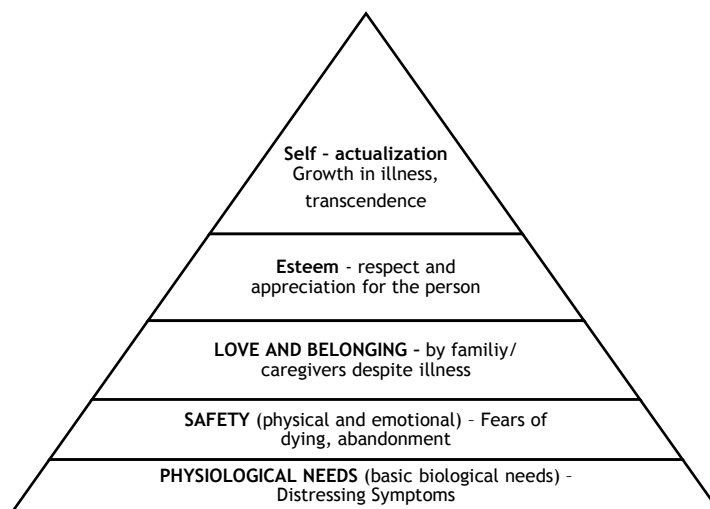 Self - actualization
Growth in illness,
transcendence
Esteem - respect and
appreciation for the person
LOVE AND BELONGING - by familiy/
caregivers despite illness
SAFETY (physical and emotional) - Fears of
dying, abandonment
PHYSIOLOGICAL NEEDS (basic biological needs) -
Distressing Symptoms